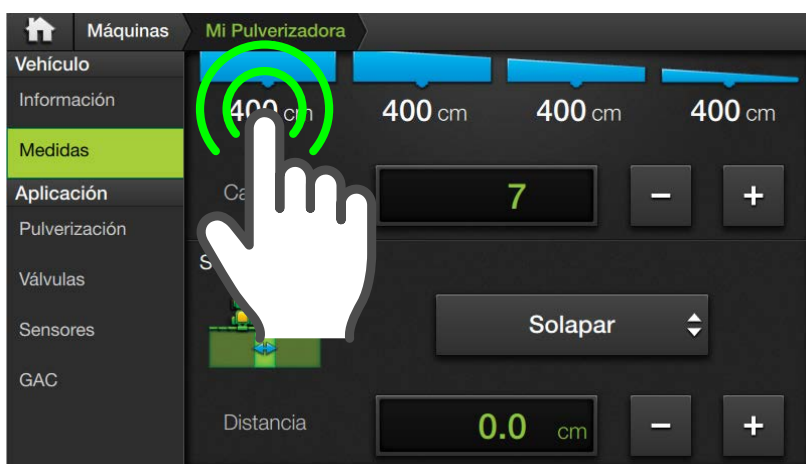 Máquinas
Mi Pulverizadora
Vehículo
Información
Medidas
Aplicación
Pulverización
Válvulas
Sensores
GAC
400 cm
400 cm
400 cm
400 cm
7
- +
Solapar
Distancia
0.0 cm
- +